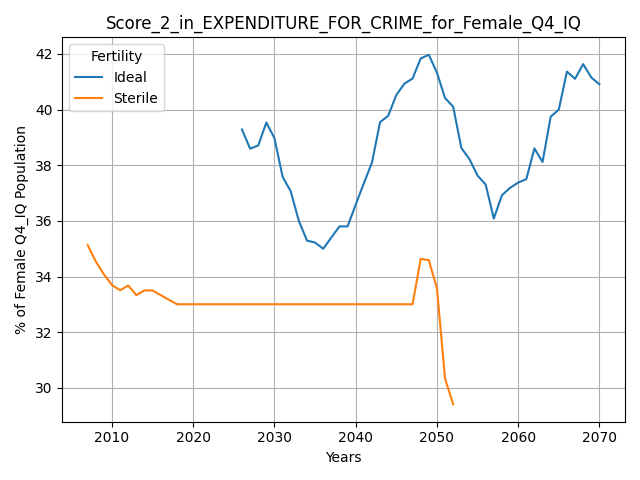 Score_2_in_EXPENDITURE_FOR_CRIME_for_Female_Q4_IQ
Fertility
Ideal
Sterile
% of Female Q4_IQ Population
42
40
38
36
34
32
30
2010 2020 2030 2040 2050 2060 2070
Years